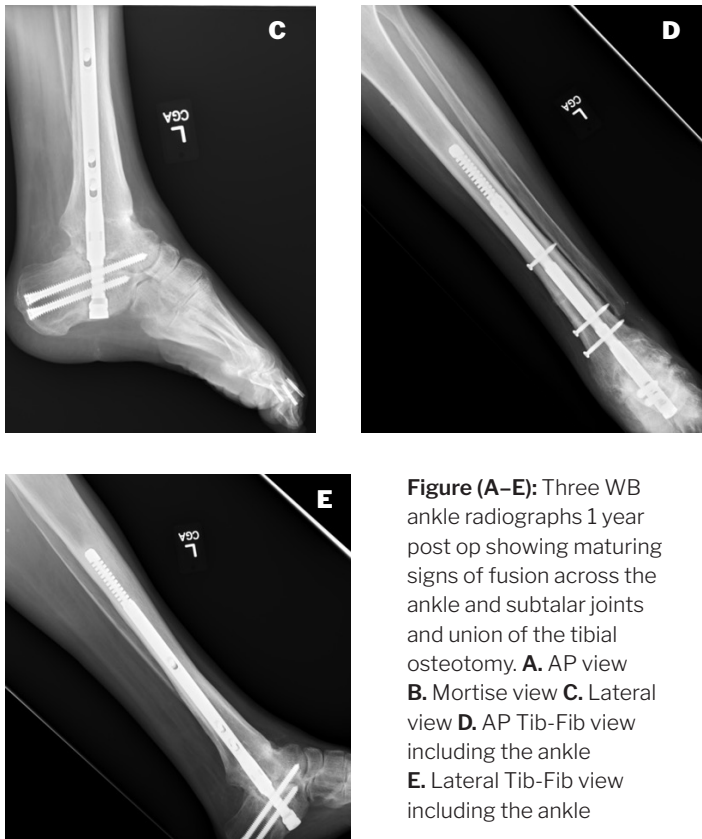 C
CGA
L
D
CGA
L
E
CGA
L
Figure (A–E): Three WB
ankle radiographs 1 year
post op showing maturing
signs of fusion across the
ankle and subtalar joints
and union of the tibial
osteotomy. A. AP view
B. Mortise view C. Lateral
view D. AP Tib-Fib view
including the ankle
E. Lateral Tib-Fib view
including the ankle